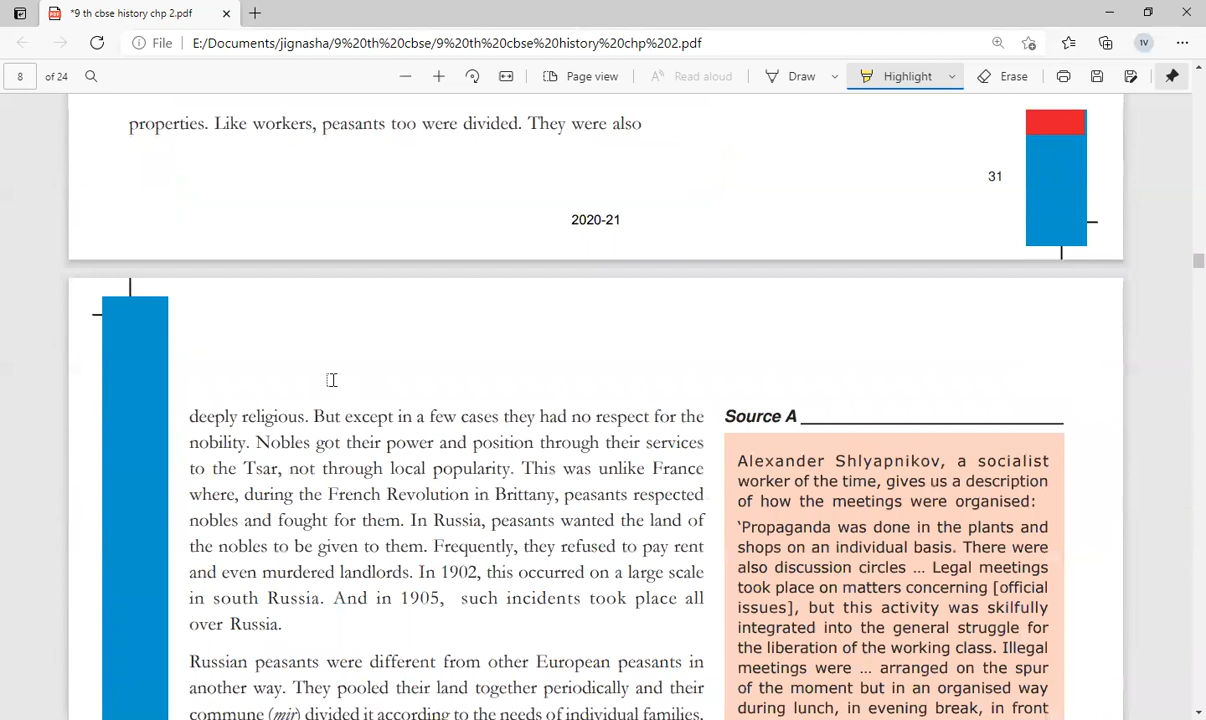 *9 th cbse history chp 2.pdf
File
E:/Documents/jignasha/9%20th%20cbse/9%20th%20cbse%20history%20chp%202.pdf
1V
8 of 24
Page view
Read aloud
Draw
Highlight
Erase
properties. Like workers, peasants too were divided. They were also
31
2020-21
deeply religious. But except in a few cases they had no respect for the
nobility. Nobles got their power and position through their services
to the Tsar, not through local popularity. This was unlike France
where, during the French Revolution in Brittany, peasants respected
nobles and fought for them. In Russia, peasants wanted the land of
the nobles to be given to them. Frequently, they refused to pay rent
and even murdered landlords. In 1902, this occurred on a large scale
in south Russia. And in 1905, such incidents took place all
over Russia.
Russian peasants were different from other European peasants in
another way. They pooled their land together periodically and their
commune (mir) divided it according to the needs of individual families.
Source A
Alexander Shlyapnikov, a socialist
worker of the time, gives us a description
of how the meetings were organised:
‘Propaganda was done in the plants and
shops on an individual basis. There were
also discussion circles … Legal meetings
took place on matters concerning [official
issues], but this activity was skilfully
integrated into the general struggle for
the liberation of the working class. Illegal
meetings were … arranged on the spur
of the moment but in an organised way
during lunch, in evening break, in front